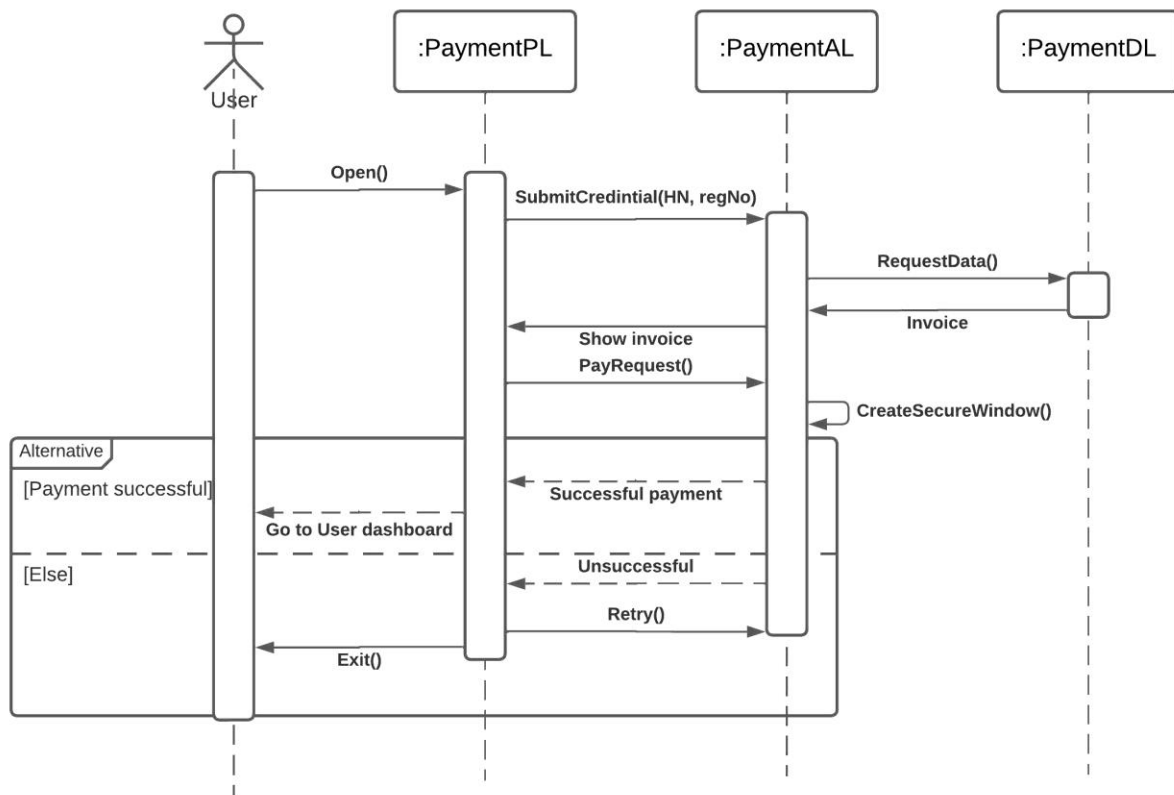 :PaymentPL
:PaymentAL
:PaymentDL
User
Open()
SubmitCredintial(HN, regNo)
RequestData()
Invoice
Show invoice
PayRequest()
CreateSecureWindow()
Alternative
[Payment successful]
Successful payment
Go to User dashboard
[Else]
Unsuccessful
Retry()
Exit()